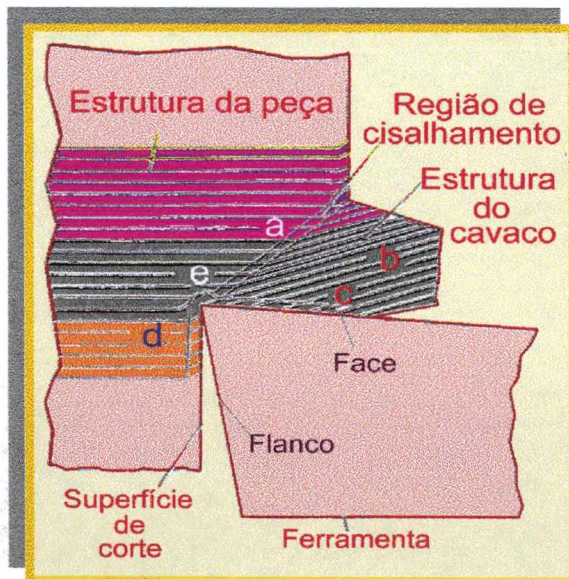 Estrutura da peça
Região de
cisalhamento
Estrutura
do
cavaco
a
b
e
c
d
Face
Flanco
Superfície
de
corte
Ferramenta